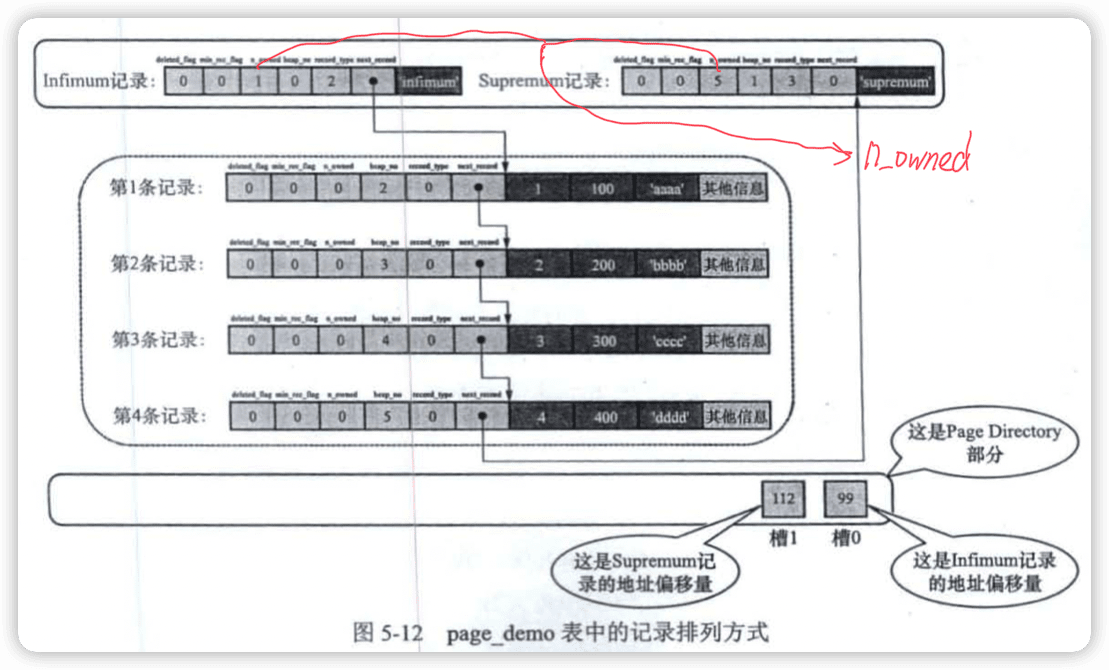 deleted_flag min_rec_flag n_owned heap_no record_type next_record
deleted_flag min_rec_flag n_owned heap_no record_type next_record
Infimum记录: 0 0 1 0 2 'infimum'
Supremum记录: 0 0 5 1 3 0 'supremum'
n_owned
deleted_flag min_rec_flag n_owned heap_no record_type next_record
第1条记录: 0 0 0 2 0 1 100 'aaaa' 其他信息
deleted_flag min_rec_flag n_owned heap_no record_type next_record
第2条记录: 0 0 0 3 0 2 200 'bbbb' 其他信息
deleted_flag min_rec_flag n_owned heap_no record_type next_record
第3条记录: 0 0 0 4 0 3 300 'cccc' 其他信息
deleted_flag min_rec_flag n_owned heap_no record_type next_record
第4条记录: 0 0 0 5 0 4 400 'dddd' 其他信息
这是Page Directory
部分
112 99
槽1 槽0
这是Supremum记
录的地址偏移量
这是Infimum记录
的地址偏移量
图 5-12 page_demo 表中的记录排列方式